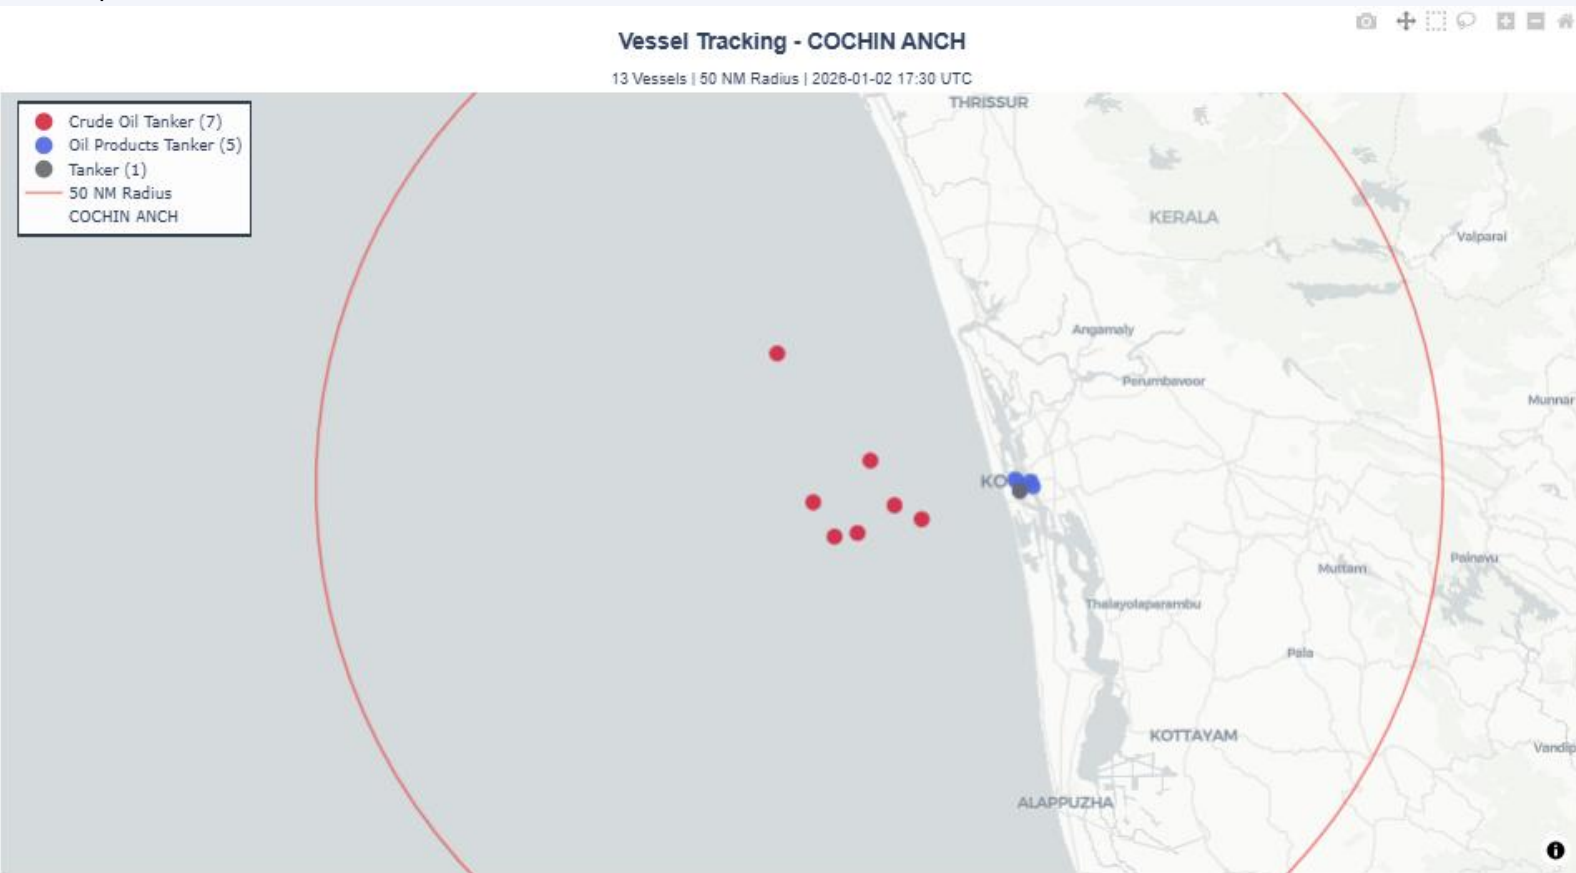 Vessel Tracking - COCHIN ANCH
13 Vessels | 50 NM Radius | 2026-01-02 17:30 UTC
Crude Oil Tanker (7)
Oil Products Tanker (5)
Tanker (1)
50 NM Radius
COCHIN ANCH
THRISSUR
KERALA
Valparai
Angamaly
Perumbavoor
Munnar
KO
Painavu
Muttam
Thalayolaparambu
Pala
KOTTAYAM
Vandip
ALAPPUZHA